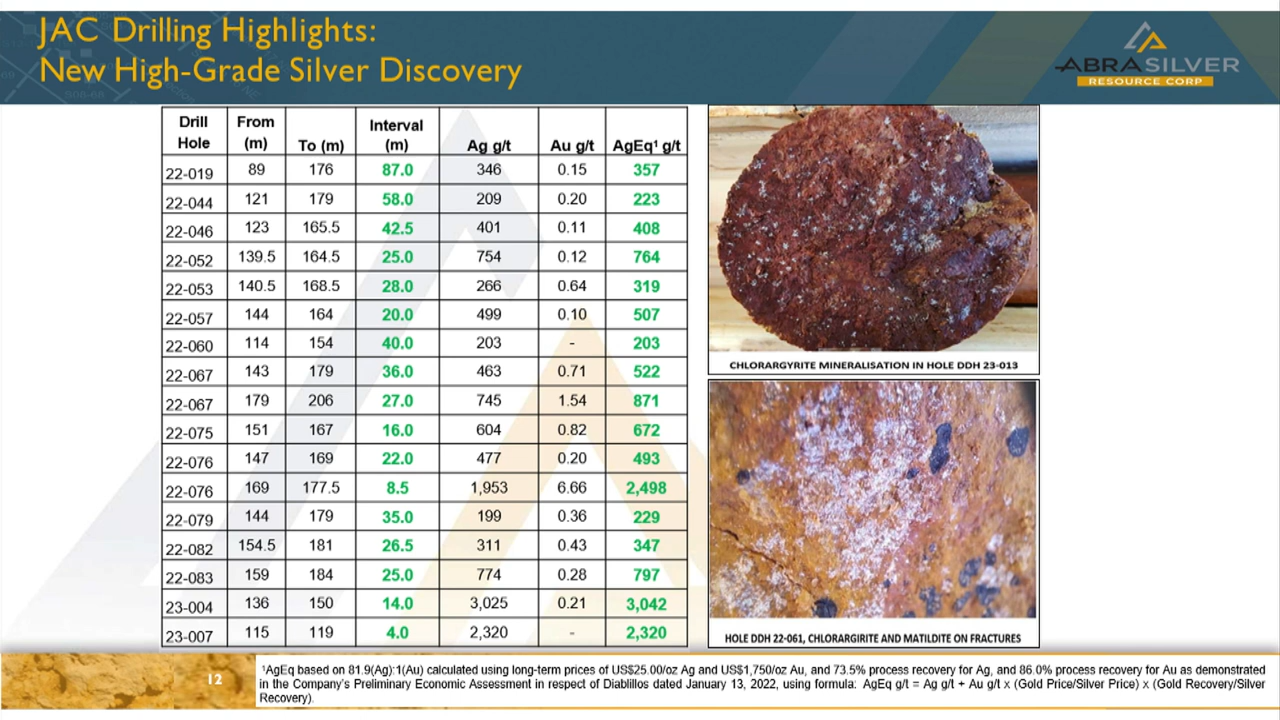 JAC Drilling Highlights:
New High-Grade Silver Discovery
ABRASILVER
RESOURCE CORP
Drill Hole From (m) To (m) Interval (m) Ag g/t Au g/t AgEq¹ g/t
22-019 89 176 87.0 346 0.15 357
22-044 121 179 58.0 209 0.20 223
22-046 123 165.5 42.5 401 0.11 408
22-052 139.5 164.5 25.0 754 0.12 764
22-053 140.5 168.5 28.0 266 0.64 319
22-057 144 164 20.0 499 0.10 507
22-060 114 154 40.0 203 - 203
22-067 143 179 36.0 463 0.71 522
22-067 179 206 27.0 745 1.54 871
22-075 151 167 16.0 604 0.82 672
22-076 147 169 22.0 477 0.20 493
22-076 169 177.5 8.5 1,953 6.66 2,498
22-079 144 179 35.0 199 0.36 229
22-082 154.5 181 26.5 311 0.43 347
22-083 159 184 25.0 774 0.28 797
23-004 136 150 14.0 3,025 0.21 3,042
23-007 115 119 4.0 2,320 - 2,320
CHLORARGYRITE MINERALISATION IN HOLE DDH 23-013
HOLE DDH 22-061, CHLORARGIRITE AND MATILDITE ON FRACTURES
12
¹AgEq based on 81.9(Ag):1(Au) calculated using long-term prices of US$25.00/oz Ag and US$1,750/oz Au, and 73.5% process recovery for Ag, and 86.0% process recovery for Au as demonstrated
in the Company's Preliminary Economic Assessment in respect of Diablillos dated January 13, 2022, using formula: AgEq g/t = Ag g/t + Au g/t x (Gold Price/Silver Price) x (Gold Recovery/Silver
Recovery).